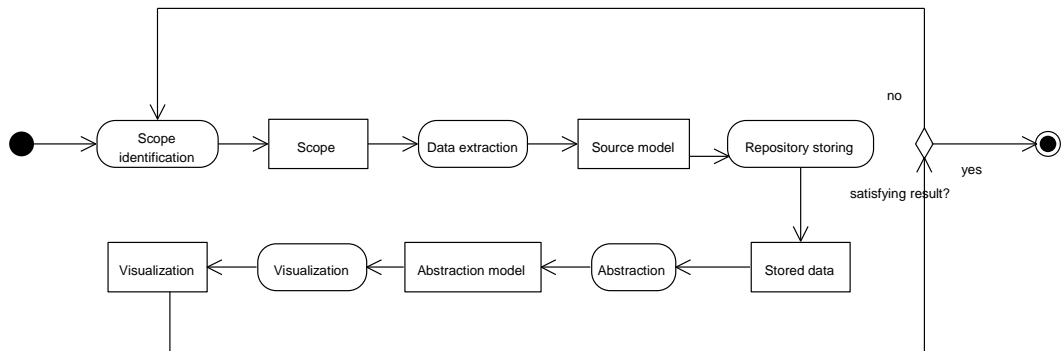 no
Scope
identification
Scope
Data extraction
Source model
Repository storing
yes
satisfying result?
Visualization
Visualization
Abstraction model
Abstraction
Stored data